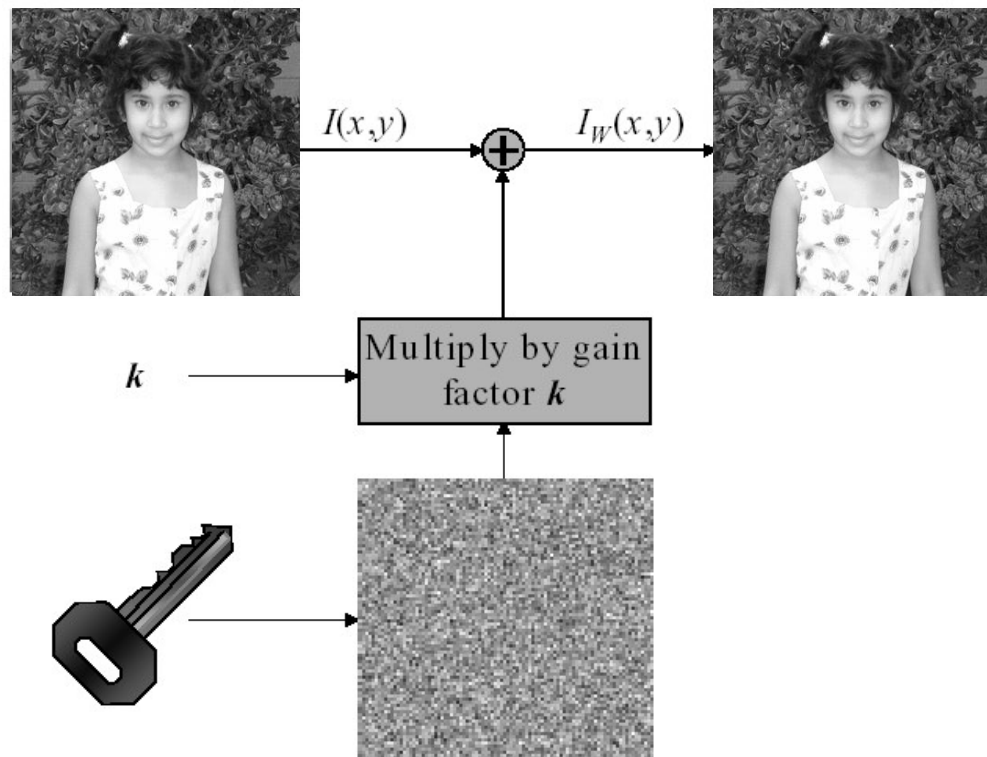 I(x,y)
I_W(x,y)
k
Multiply by gain
factor k